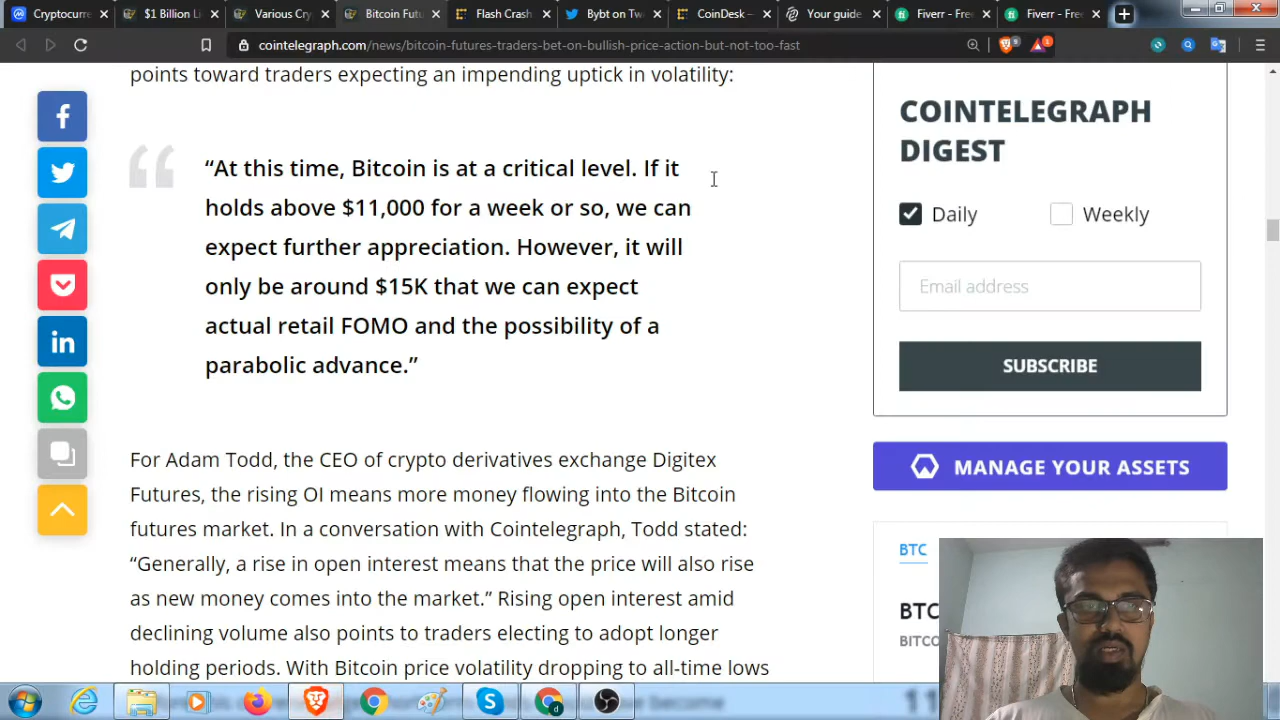 Cryptocurre
$1 Billion Li
Various Cry
Bitcoin Futu
Flash Crash
Bybt on Tw
CoinDesk –
Your guide
Fiverr - Free
Fiverr - Free
cointelegraph.com/news/bitcoin-futures-traders-bet-on-bullish-price-action-but-not-too-fast
points toward traders expecting an impending uptick in volatility:
“At this time, Bitcoin is at a critical level. If it
holds above $11,000 for a week or so, we can
expect further appreciation. However, it will
only be around $15K that we can expect
actual retail FOMO and the possibility of a
parabolic advance.”
For Adam Todd, the CEO of crypto derivatives exchange Digitex
Futures, the rising OI means more money flowing into the Bitcoin
futures market. In a conversation with Cointelegraph, Todd stated:
“Generally, a rise in open interest means that the price will also rise
as new money comes into the market.” Rising open interest amid
declining volume also points to traders electing to adopt longer
holding periods. With Bitcoin price volatility dropping to all-time lows
COINTELEGRAPH
DIGEST
Daily
Weekly
Email address
SUBSCRIBE
MANAGE YOUR ASSETS
BTC
BTC
BITCO